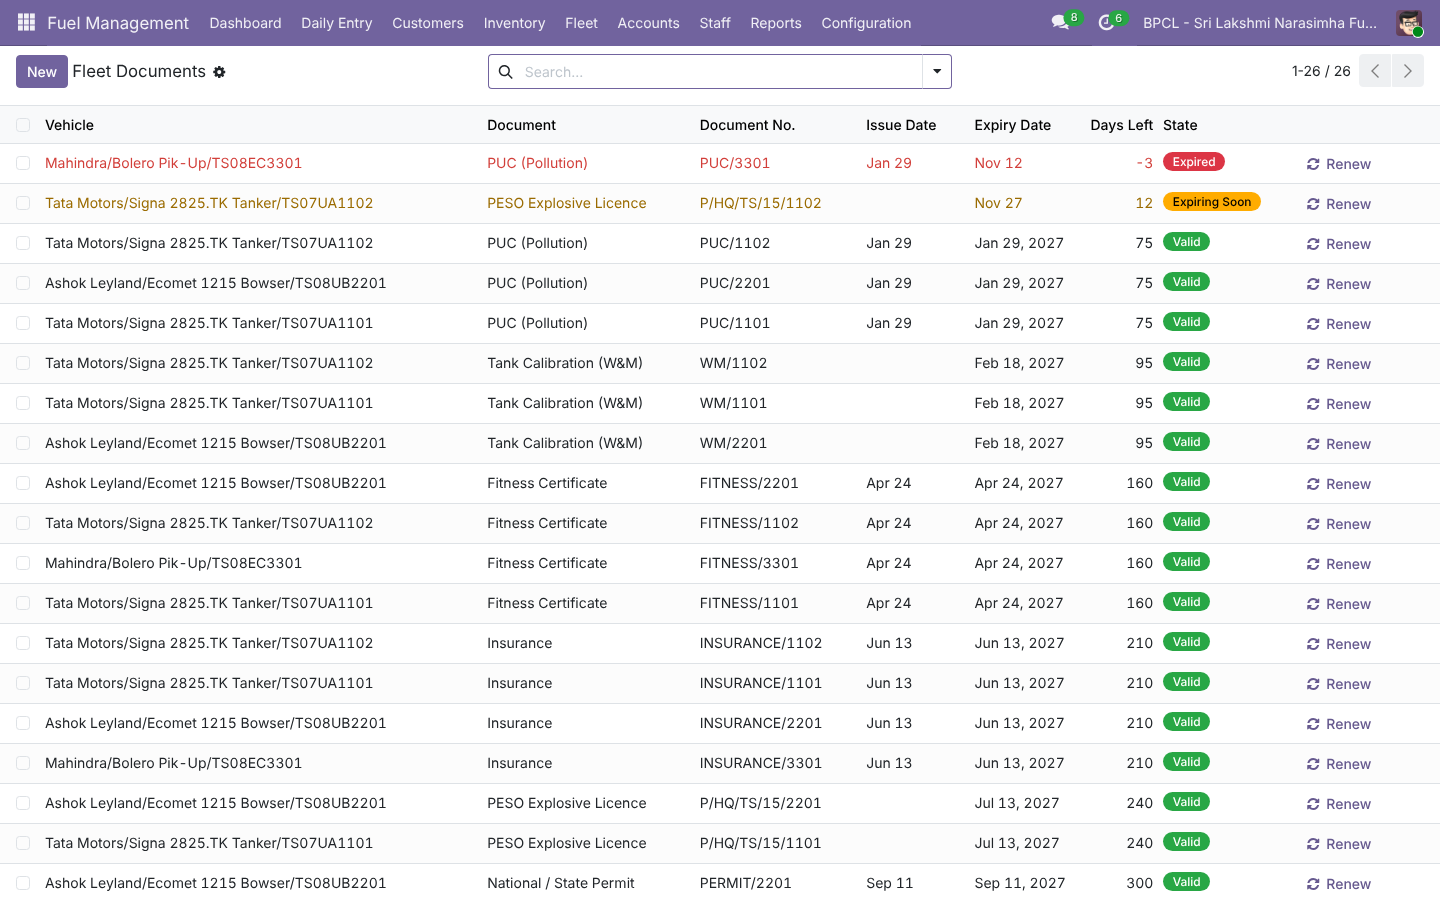 Fuel Management Dashboard Daily Entry Customers Inventory Fleet Accounts Staff Reports Configuration 8 6 BPCL - Sri Lakshmi Narasimha Fu...
New Fleet Documents Search... 1-26 / 26
Vehicle Document Document No. Issue Date Expiry Date Days Left State
Mahindra/Bolero Pik-Up/TS08EC3301 PUC (Pollution) PUC/3301 Jan 29 Nov 12 -3 Expired Renew
Tata Motors/Signa 2825.TK Tanker/TS07UA1102 PESO Explosive Licence P/HQ/TS/15/1102 Nov 27 12 Expiring Soon Renew
Tata Motors/Signa 2825.TK Tanker/TS07UA1102 PUC (Pollution) PUC/1102 Jan 29 Jan 29, 2027 75 Valid Renew
Ashok Leyland/Ecomet 1215 Bowser/TS08UB2201 PUC (Pollution) PUC/2201 Jan 29 Jan 29, 2027 75 Valid Renew
Tata Motors/Signa 2825.TK Tanker/TS07UA1101 PUC (Pollution) PUC/1101 Jan 29 Jan 29, 2027 75 Valid Renew
Tata Motors/Signa 2825.TK Tanker/TS07UA1102 Tank Calibration (W&M) WM/1102 Feb 18, 2027 95 Valid Renew
Tata Motors/Signa 2825.TK Tanker/TS07UA1101 Tank Calibration (W&M) WM/1101 Feb 18, 2027 95 Valid Renew
Ashok Leyland/Ecomet 1215 Bowser/TS08UB2201 Tank Calibration (W&M) WM/2201 Feb 18, 2027 95 Valid Renew
Ashok Leyland/Ecomet 1215 Bowser/TS08UB2201 Fitness Certificate FITNESS/2201 Apr 24 Apr 24, 2027 160 Valid Renew
Tata Motors/Signa 2825.TK Tanker/TS07UA1102 Fitness Certificate FITNESS/1102 Apr 24 Apr 24, 2027 160 Valid Renew
Mahindra/Bolero Pik-Up/TS08EC3301 Fitness Certificate FITNESS/3301 Apr 24 Apr 24, 2027 160 Valid Renew
Tata Motors/Signa 2825.TK Tanker/TS07UA1101 Fitness Certificate FITNESS/1101 Apr 24 Apr 24, 2027 160 Valid Renew
Tata Motors/Signa 2825.TK Tanker/TS07UA1102 Insurance INSURANCE/1102 Jun 13 Jun 13, 2027 210 Valid Renew
Tata Motors/Signa 2825.TK Tanker/TS07UA1101 Insurance INSURANCE/1101 Jun 13 Jun 13, 2027 210 Valid Renew
Ashok Leyland/Ecomet 1215 Bowser/TS08UB2201 Insurance INSURANCE/2201 Jun 13 Jun 13, 2027 210 Valid Renew
Mahindra/Bolero Pik-Up/TS08EC3301 Insurance INSURANCE/3301 Jun 13 Jun 13, 2027 210 Valid Renew
Ashok Leyland/Ecomet 1215 Bowser/TS08UB2201 PESO Explosive Licence P/HQ/TS/15/2201 Jul 13, 2027 240 Valid Renew
Tata Motors/Signa 2825.TK Tanker/TS07UA1101 PESO Explosive Licence P/HQ/TS/15/1101 Jul 13, 2027 240 Valid Renew
Ashok Leyland/Ecomet 1215 Bowser/TS08UB2201 National / State Permit PERMIT/2201 Sep 11 Sep 11, 2027 300 Valid Renew